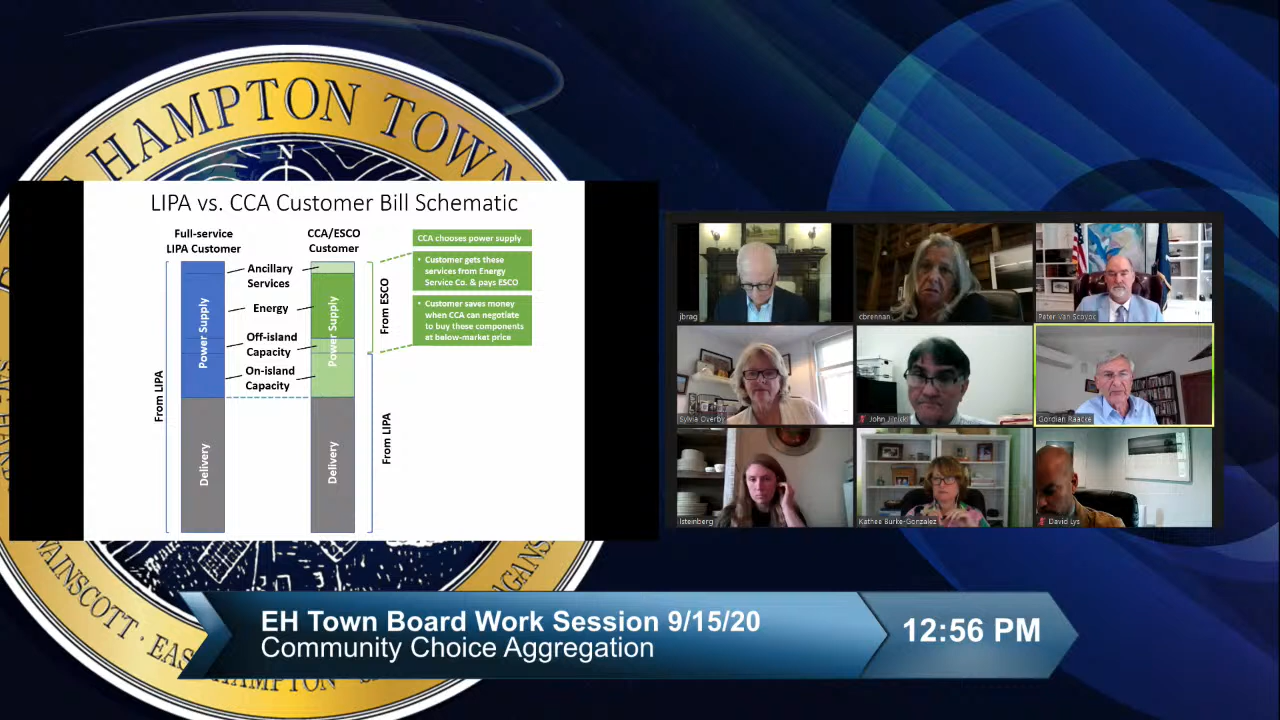 HAMPTON TOWN
N
LIPA vs. CCA Customer Bill Schematic
Full-service
LIPA Customer
CCA/ESCO
Customer
CCA chooses power supply
• Customer gets these
services from Energy
Service Co. & pays ESCO
• Customer saves money
when CCA can negotiate
to buy those components
at below-market price
Ancillary
Services
Energy
Off-island
Capacity
On-island
Capacity
Power Supply
Power Supply
From ESCO
From LIPA
From LIPA
Delivery
Delivery
jbrag
cbrennan
Peter Van Scoyoc
Sylvia Overby
John Jilnicki
Gordian Raacke
lsteinberg
Kathee Burke-Gonzalez
David Lys
WAINSCOTT · EAS
HAMPTON
AGANS
EH Town Board Work Session 9/15/20
Community Choice Aggregation
12:56 PM